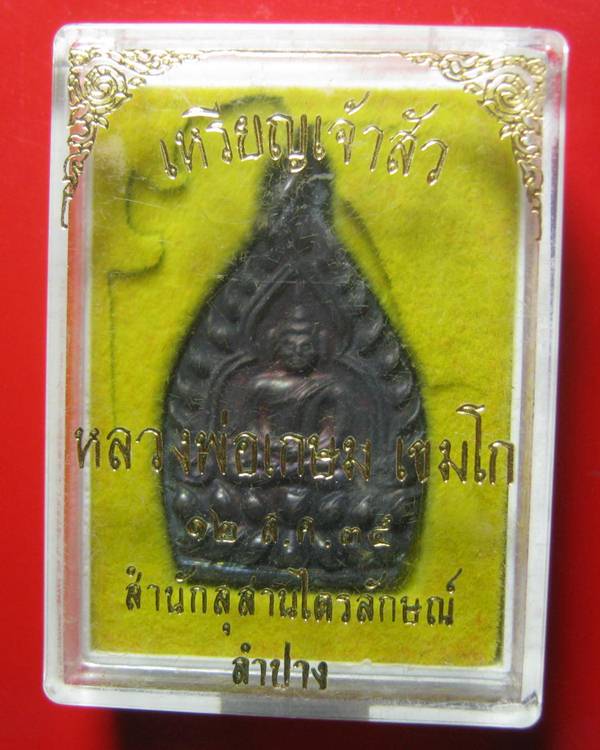 เหรียญเจ้าสัว
หลวงพ่อเกษม เขมโก
๑๒ ส.ค.๓๕
สำนักสุสานไตรลักษณ์
ลำปาง